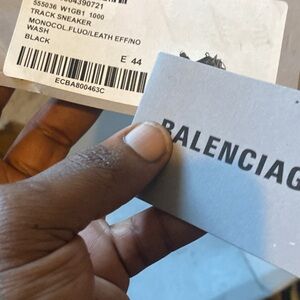 555036 W1GB1 1000
TRACK SNEAKER
MONOCOL.FLUO/LEATH EFF/NO
WASH
BLACK
E 44
ECBA800463C
BALENCIAG